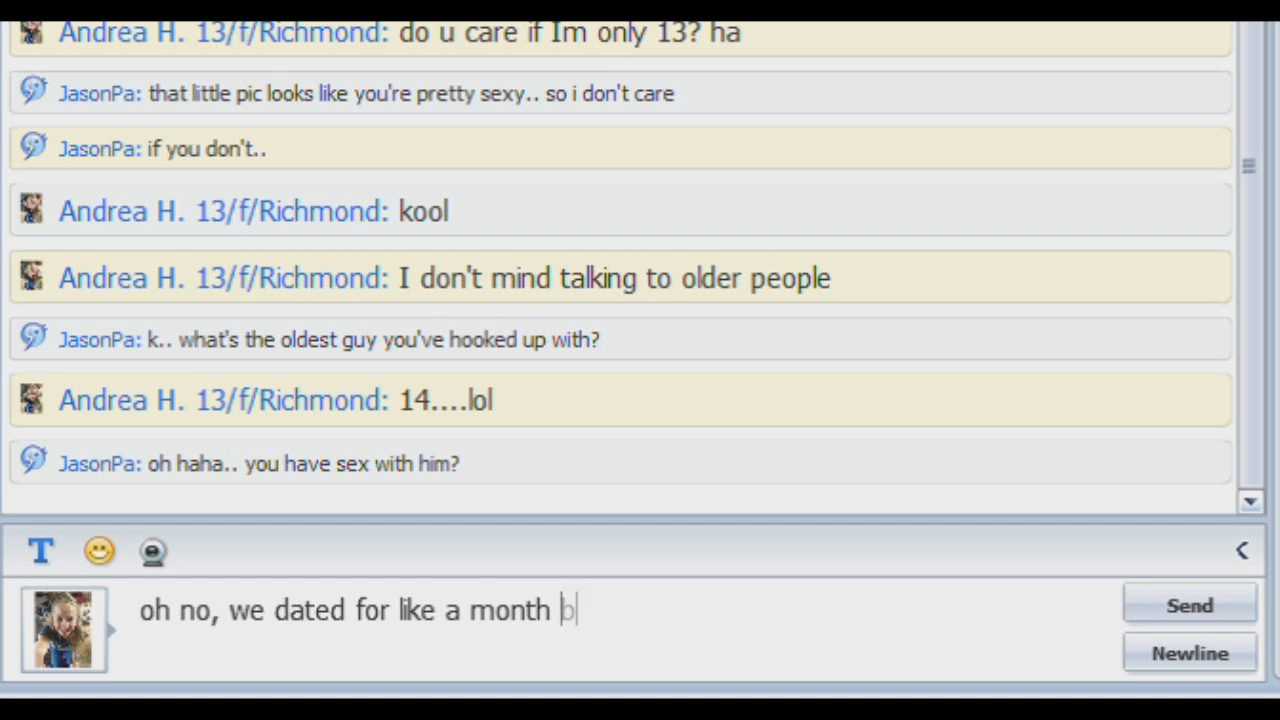 Andrea H. 13/f/Richmond: do u care if Im only 13? ha
JasonPa: that little pic looks like you're pretty sexy.. so i don't care
JasonPa: if you don't..
Andrea H. 13/f/Richmond: kool
Andrea H. 13/f/Richmond: I don't mind talking to older people
JasonPa: k.. what's the oldest guy you've hooked up with?
Andrea H. 13/f/Richmond: 14....lol
JasonPa: oh haha.. you have sex with him?
T
oh no, we dated for like a month b
Send
Newline